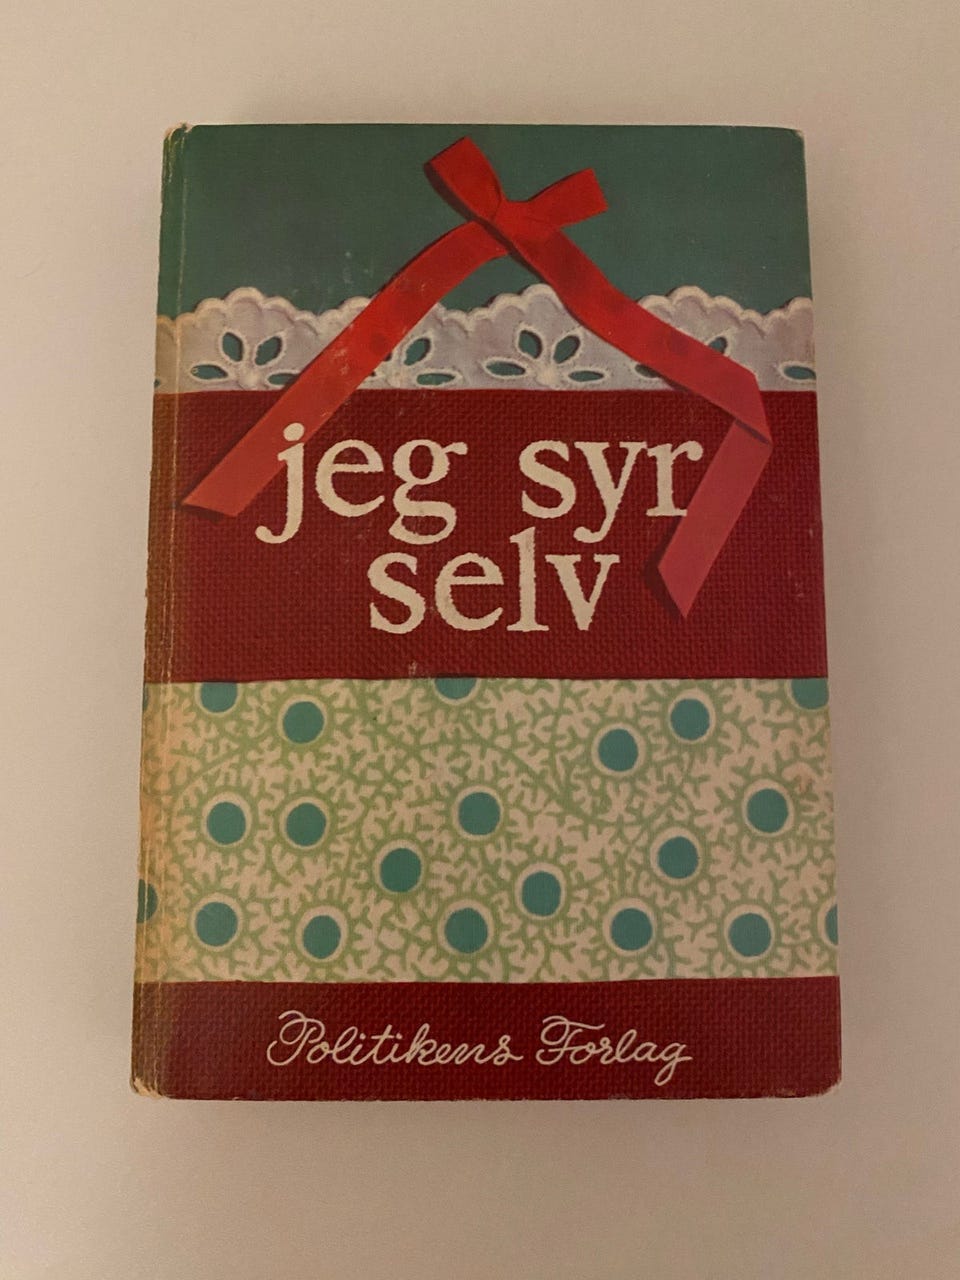 jeg syr
selv
Politikens Forlag